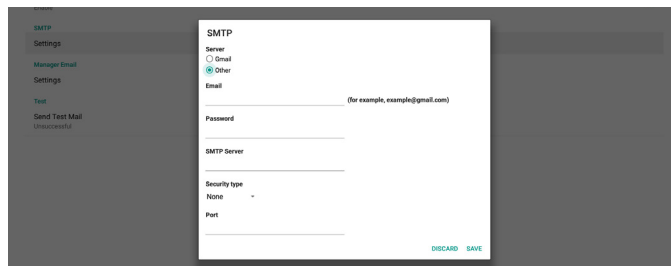 Enable
SMTP
Settings
Manager Email
Settings
Test
Send Test Mail
Unsuccessful
SMTP
Server
Gmail
Other
Email
(for example, example@gmail.com)
Password
SMTP Server
Security type
None
Port
DISCARD SAVE